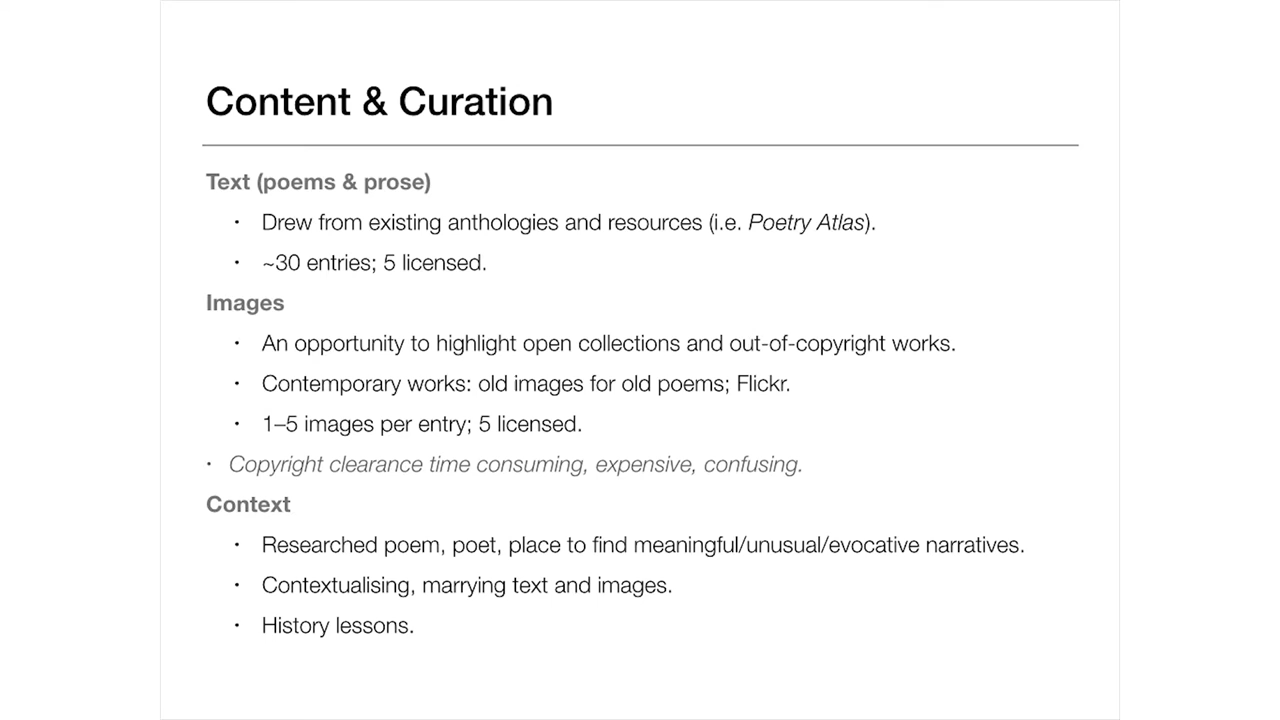 Content & Curation
Text (poems & prose)
• Drew from existing anthologies and resources (i.e. Poetry Atlas).
• ~30 entries; 5 licensed.
Images
• An opportunity to highlight open collections and out-of-copyright works.
• Contemporary works: old images for old poems; Flickr.
• 1–5 images per entry; 5 licensed.
• Copyright clearance time consuming, expensive, confusing.
Context
• Researched poem, poet, place to find meaningful/unusual/evocative narratives.
• Contextualising, marrying text and images.
• History lessons.